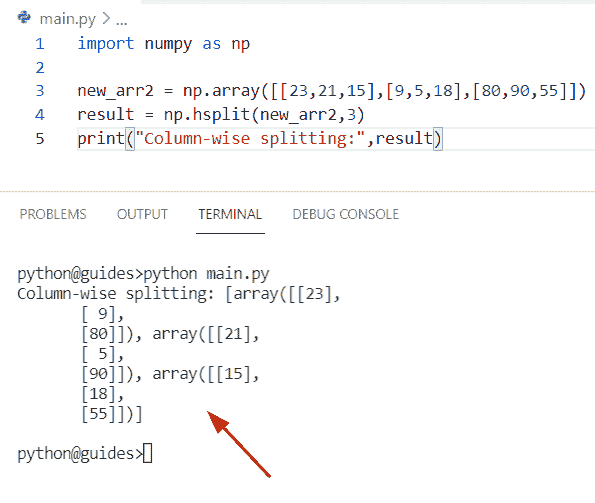 main.py > ...
1 import numpy as np
2
3 new_arr2 = np.array([[23,21,15],[9,5,18],[80,90,55]])
4 result = np.hsplit(new_arr2,3)
5 print("Column-wise splitting:",result)
PROBLEMS OUTPUT TERMINAL DEBUG CONSOLE
python@guides>python main.py
Column-wise splitting: [array([[23],
       [ 9],
       [80]]), array([[21],
       [ 5],
       [90]]), array([[15],
       [18],
       [55]])]
python@guides>